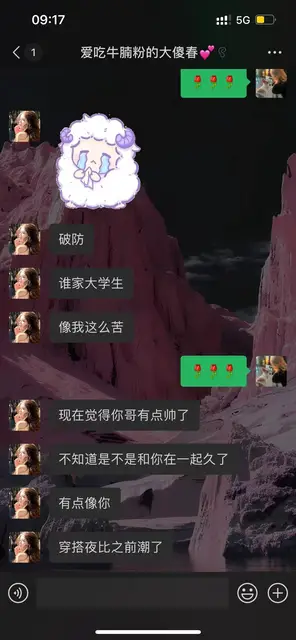 09:17
5G
1
爱吃牛腩粉的大傻春💕
🥀🥀🥀
破防
谁家大学生
像我这么苦
🥀🥀🥀
现在觉得你哥有点帅了
不知道是不是和你在一起久了
有点像你
穿搭夜比之前潮了